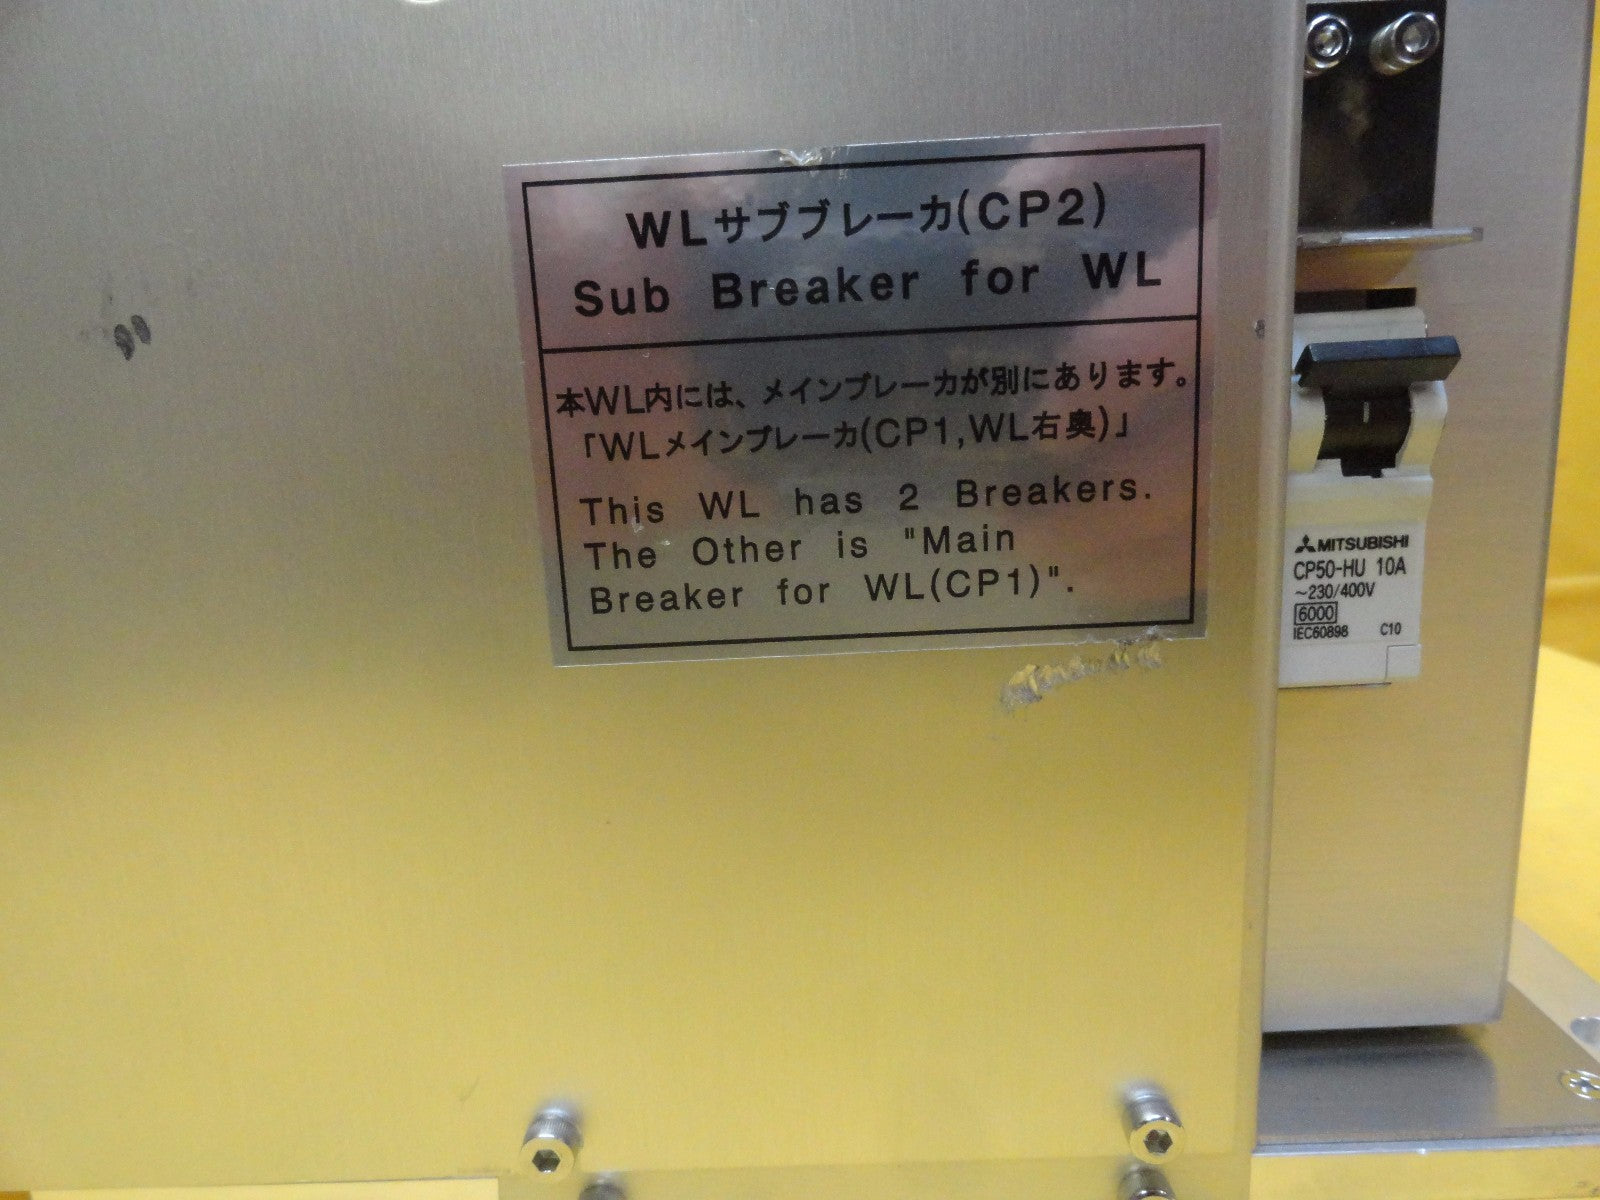 WLサブブレーカ(CP2)
Sub Breaker for WL
本WL内には、メインブレーカが別にあります。
「WLメインブレーカ(CP1,WL右奥)」
This WL has 2 Breakers.
The Other is "Main
Breaker for WL(CP1)".
MITSUBISHI
CP50-HU 10A
~230/400V
6000
IEC60898 C10